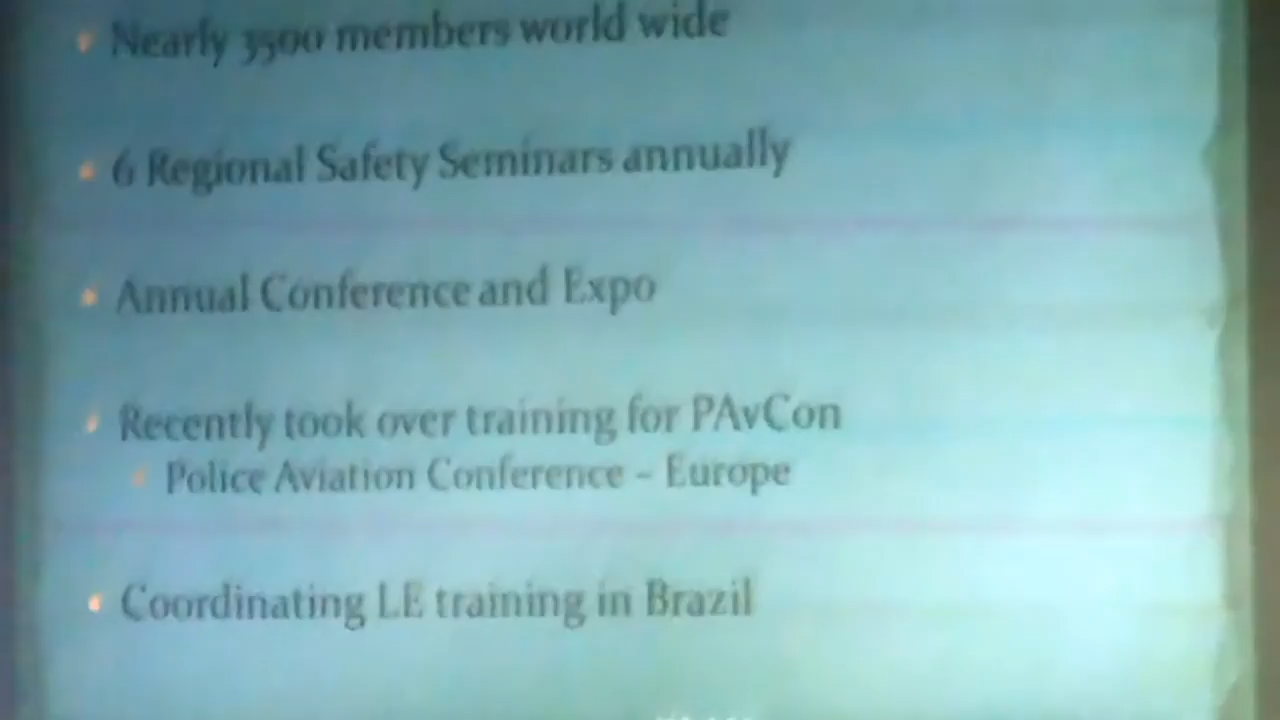 Nearly 3500 members world wide
6 Regional Safety Seminars annually
Annual Conference and Expo
Recently took over training for PAvCon
Police Aviation Conference – Europe
Coordinating LE training in Brazil